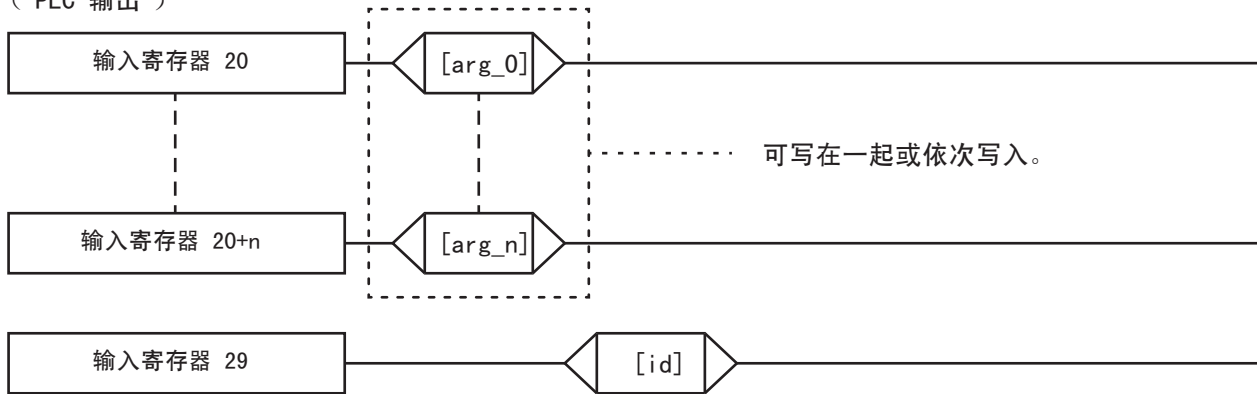 ( PLC 输出 )
输入寄存器 20
[arg_0]
可写在一起或依次写入。
输入寄存器 20+n
[arg_n]
输入寄存器 29
[id]